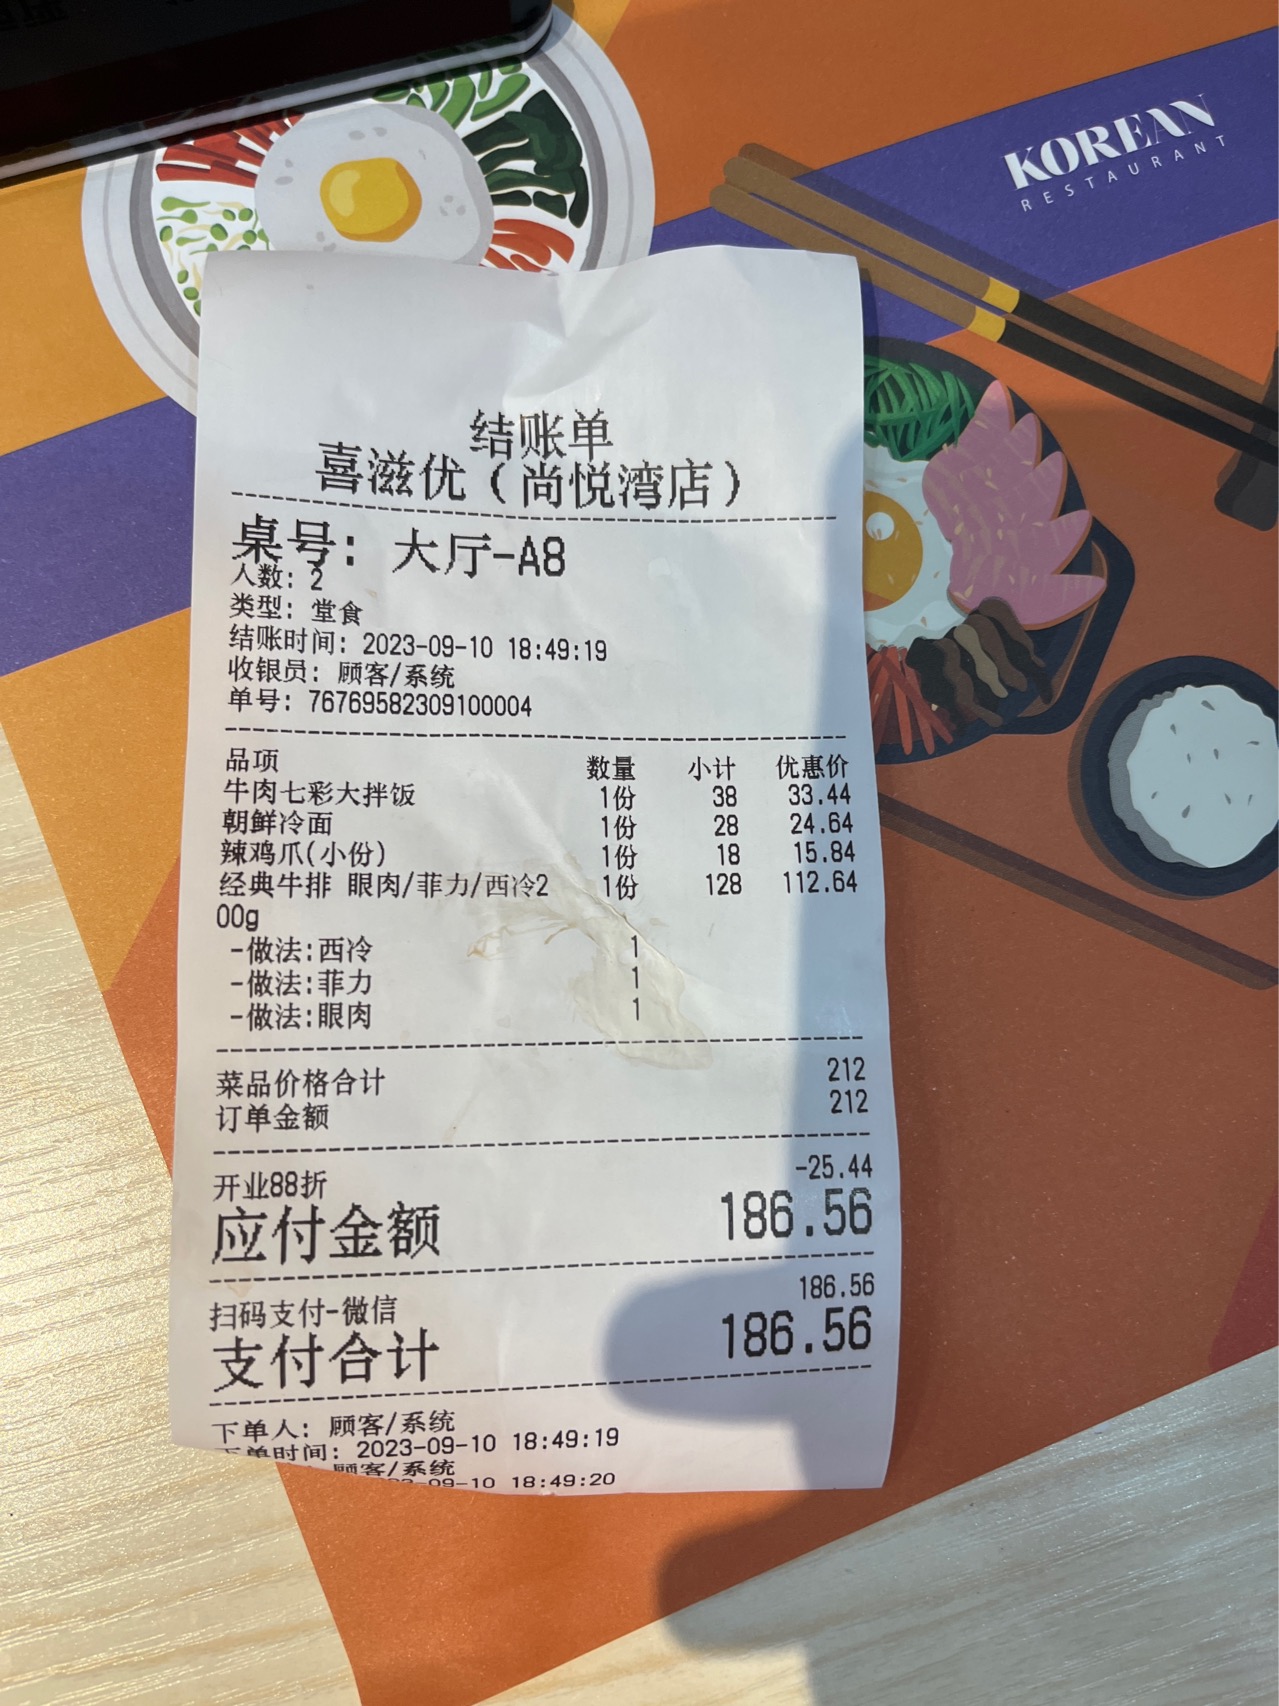 KOREAN
RESTAURANT
结账单
喜滋优(尚悦湾店)
桌号: 大厅-A8
人数: 2
类型: 堂食
结账时间: 2023-09-10 18:49:19
收银员: 顾客/系统
单号: 76769582309100004
品项 数量 小计 优惠价
牛肉七彩大拌饭 1份 38 33.44
朝鲜冷面 1份 28 24.64
辣鸡爪(小份) 1份 18 15.84
经典牛排 眼肉/菲力/西冷2 1份 128 112.64
00g
-做法:西冷 1
-做法:菲力 1
-做法:眼肉 1
菜品价格合计 212
订单金额 212
开业88折 -25.44
应付金额 186.56
扫码支付-微信 186.56
支付合计 186.56
下单人: 顾客/系统
下单时间: 2023-09-10 18:49:19
顾客/系统
09-10 18:49:20